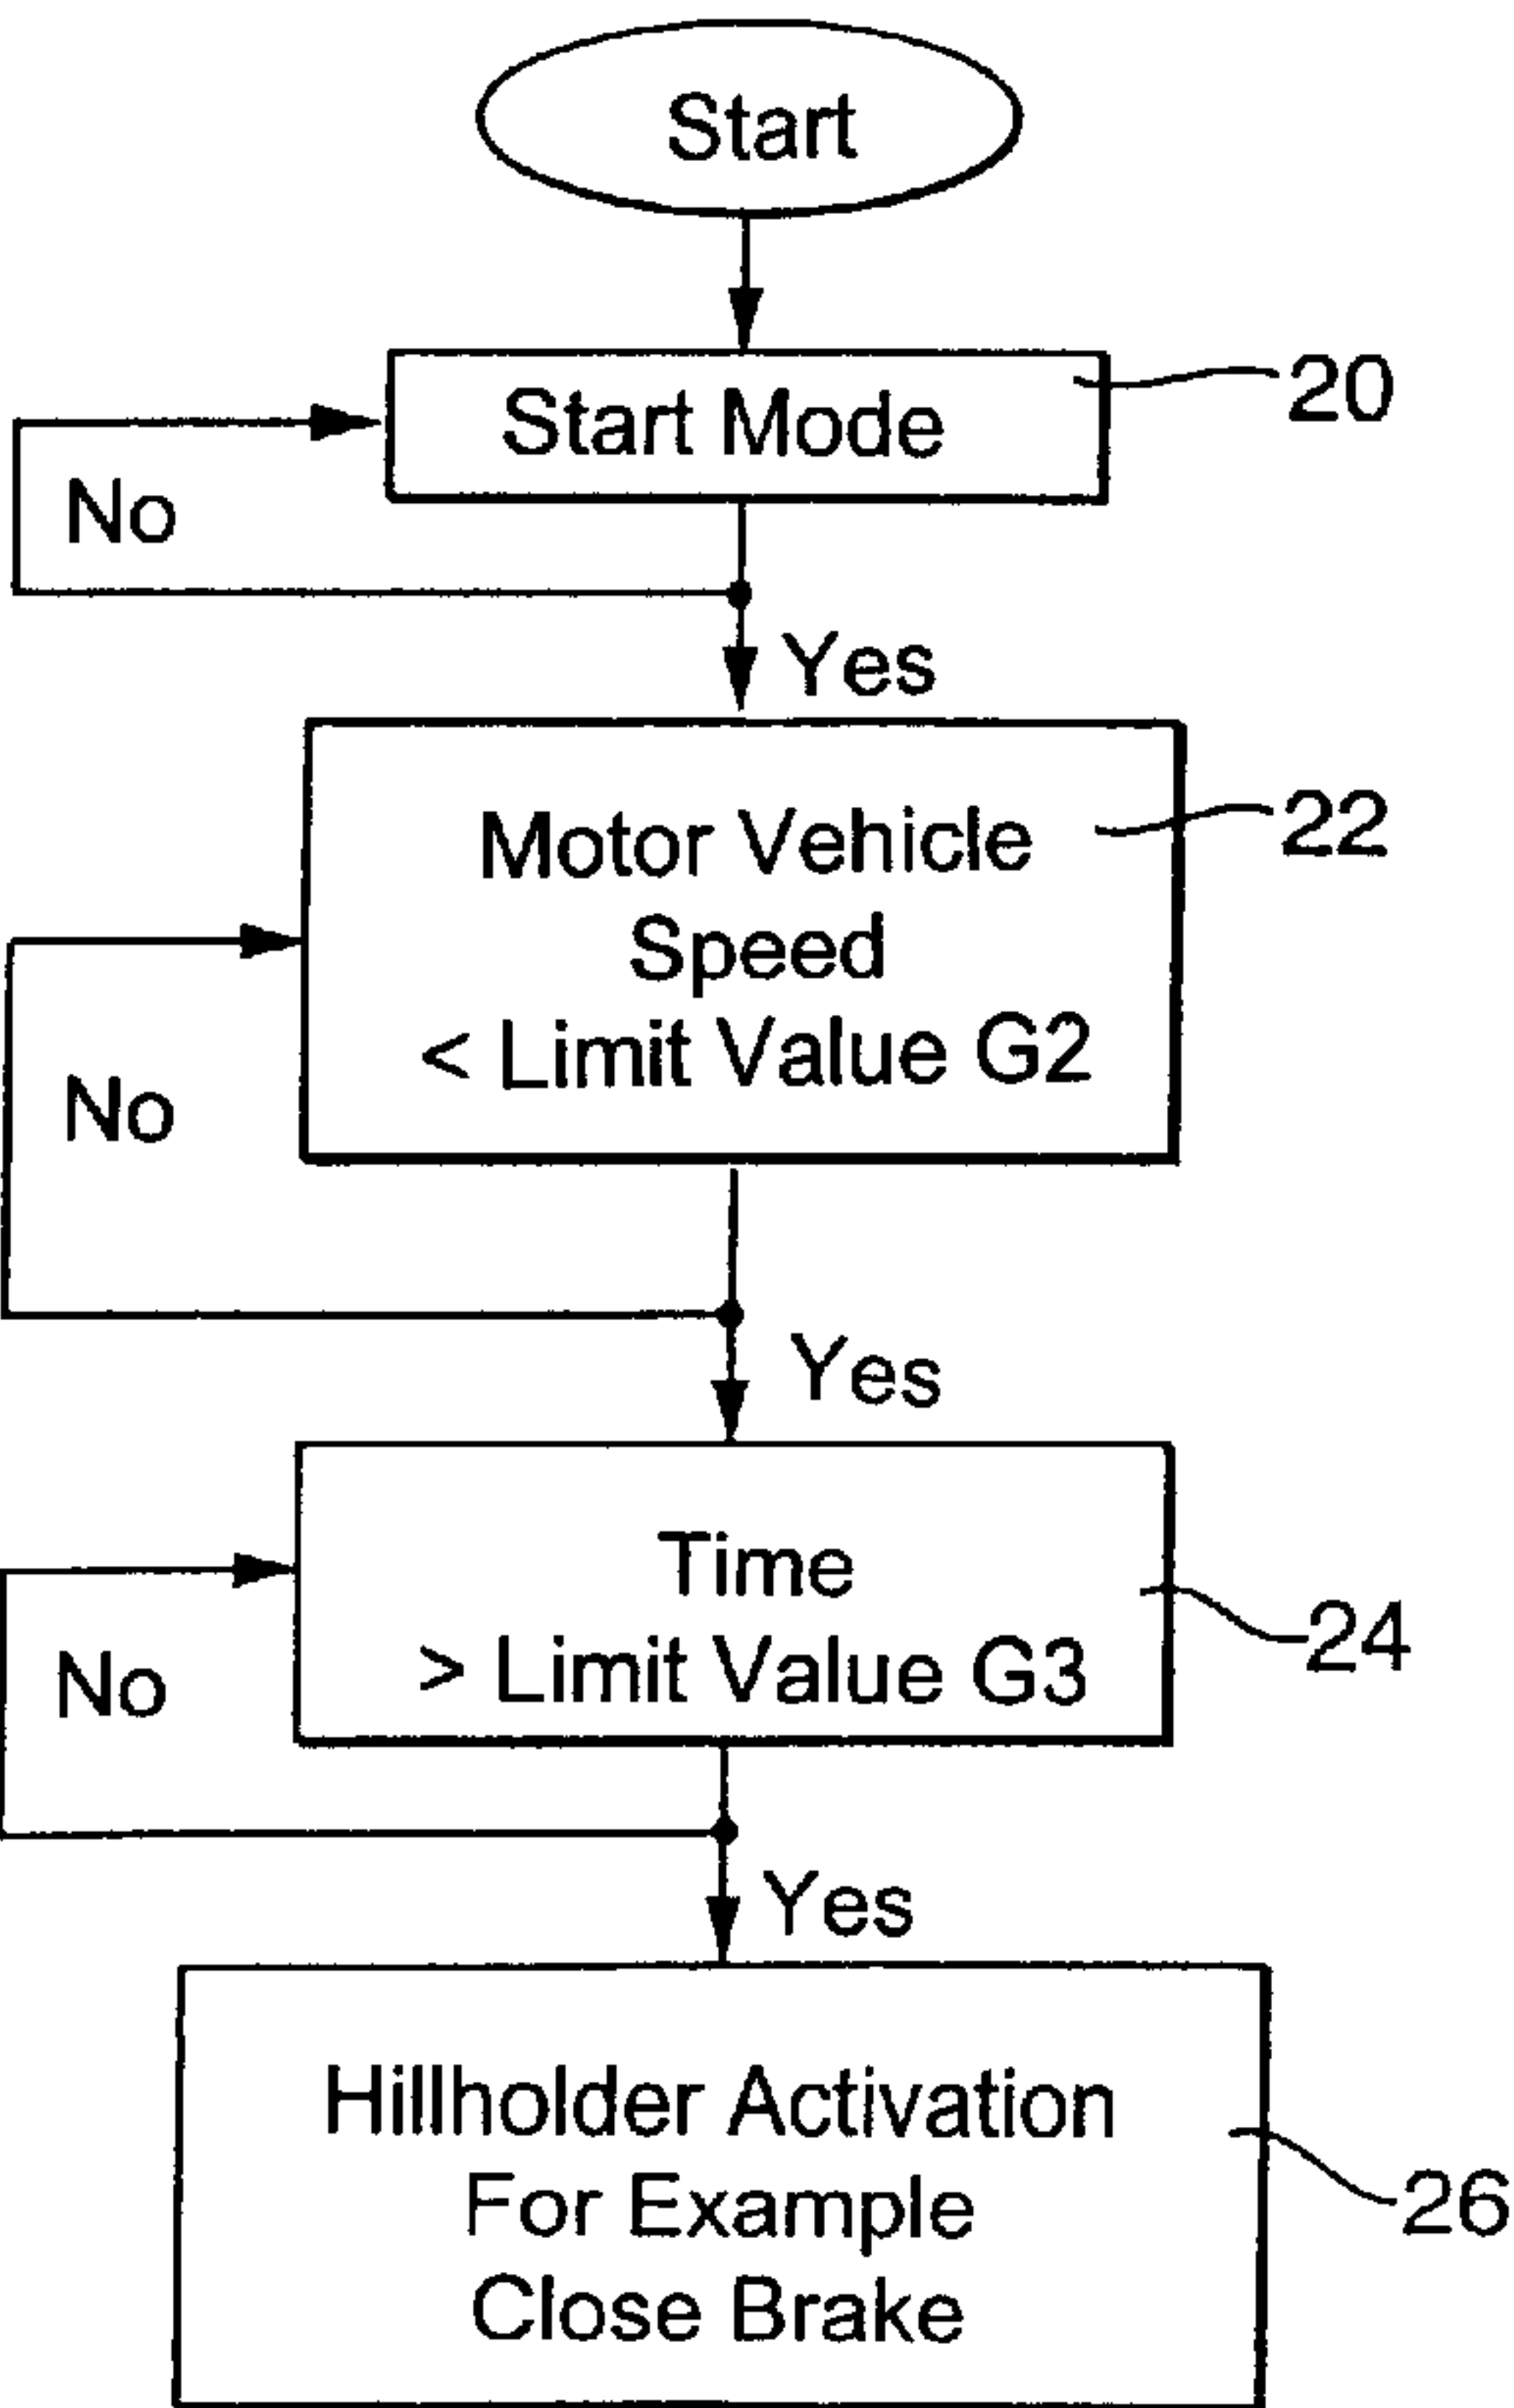 Start
Start Mode
20
No
Yes
Motor Vehicle
22
Speed
< Limit Value G2
No
Yes
Time
24
> Limit Value G3
No
Yes
Hillholder Activation
26
For Example
Close Brake